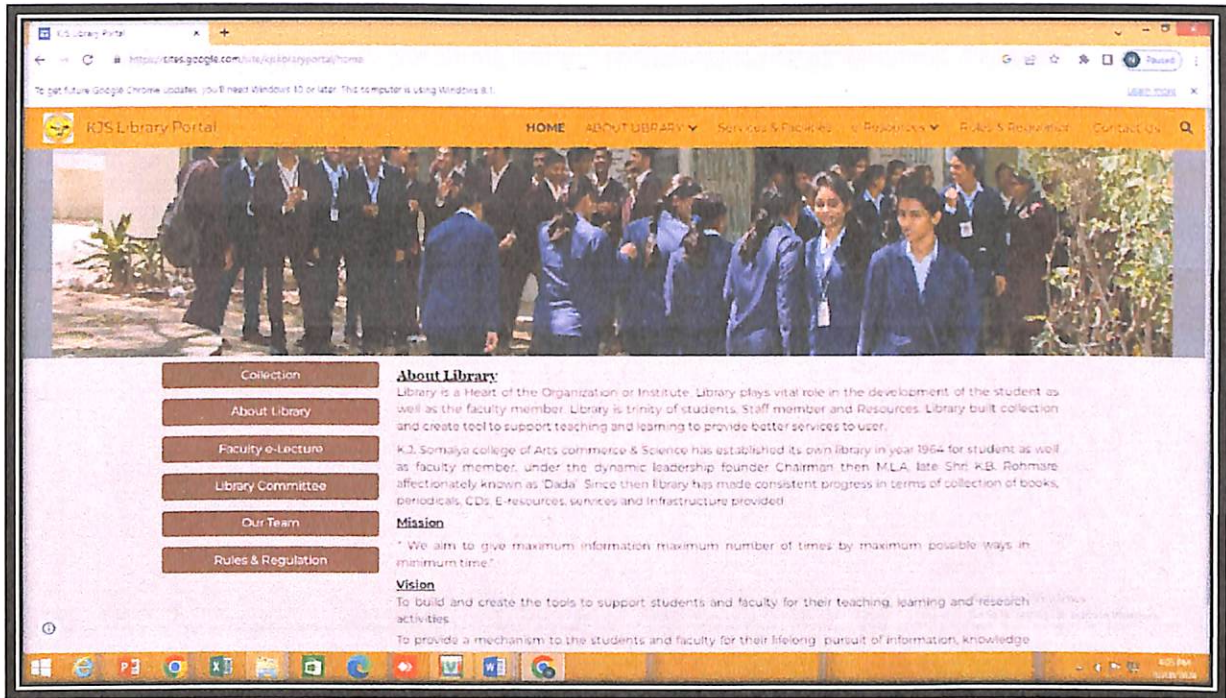 KJS Library Portal
To get future Google Chrome updates, you'll need Windows 10 or later. This computer is using Windows 8.1.
Learn more
Paused
KJS Library Portal
HOME
ABOUT LIBRARY
Services & Facilities
e-Resources
Rules & Regulation
Contact Us
Collection
About Library
Faculty e-Lecture
Library Committee
Our Team
Rules & Regulation
About Library
Library is a Heart of the Organization or Institute. Library plays vital role in the development of the student as
well as the faculty member. Library is trinity of students, Staff member and Resources. Library built collection
and create tool to support teaching and learning to provide better services to user.
K.J. Somaiya college of Arts commerce & Science has established its own library in year 1964 for student as well
as faculty member, under the dynamic leadership founder Chairman then M.L.A. late Shri K.B. Rohmare
affectionately known as 'Dada'. Since then library has made consistent progress in terms of collection of books,
periodicals, CDs, E-resources, services and Infrastructure provided.
Mission
" We aim to give maximum information maximum number of times by maximum possible ways in
minimum time."
Vision
To build and create the tools to support students and faculty for their teaching, learning and research
activities
To provide a mechanism to the students and faculty for their lifelong pursuit of information, knowledge